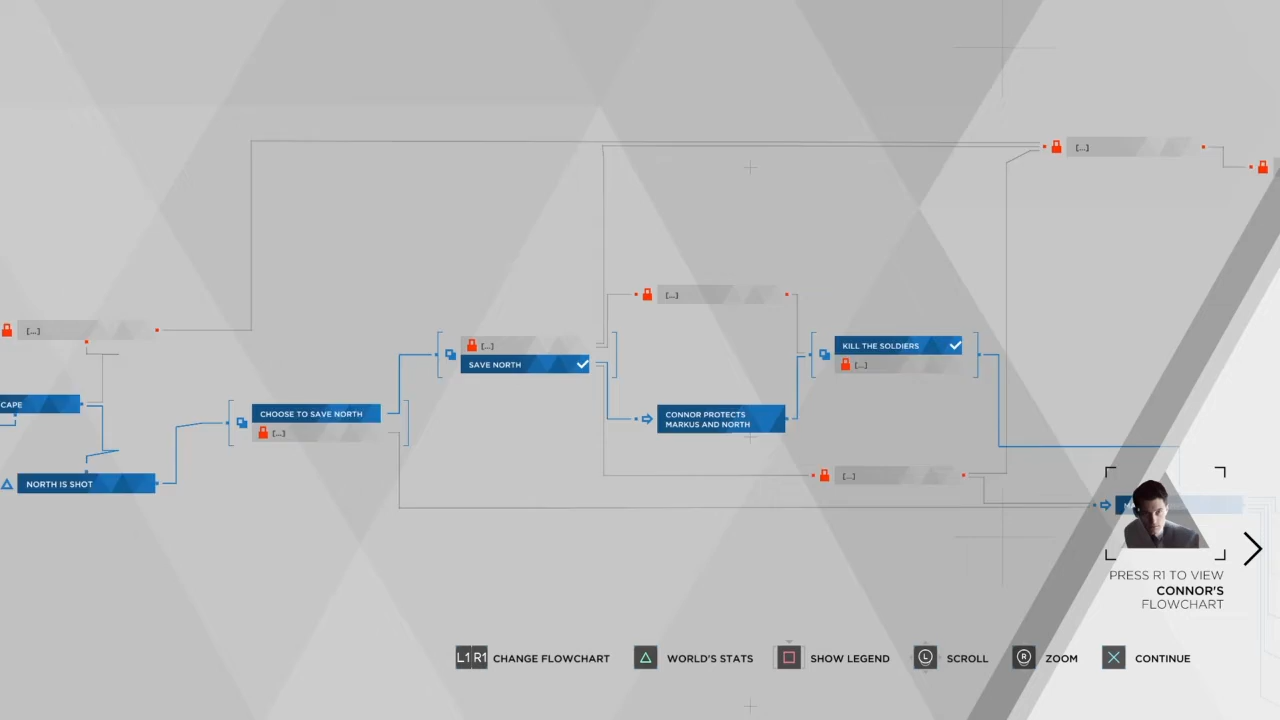 [...]
[...]
[...]
[...]
KILL THE SOLDIERS
[...]
SAVE NORTH
CAPE
CHOOSE TO SAVE NORTH
[...]
CONNOR PROTECTS
MARKUS AND NORTH
NORTH IS SHOT
[...]
PRESS R1 TO VIEW
CONNOR'S
FLOWCHART
L1 R1 CHANGE FLOWCHART
WORLD'S STATS
SHOW LEGEND
L SCROLL
R ZOOM
CONTINUE